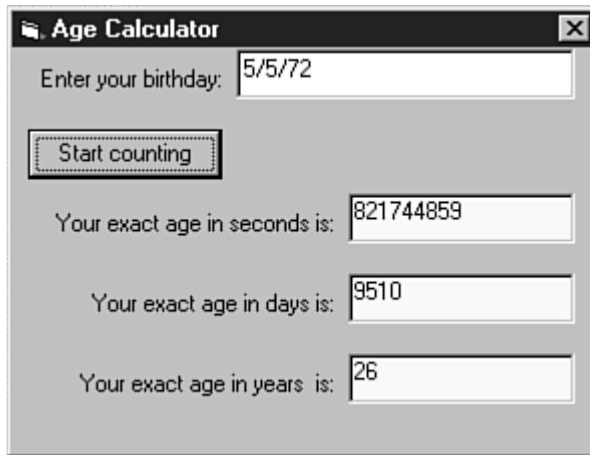 Age Calculator
Enter your birthday: 5/5/72
Start counting
Your exact age in seconds is: 821744859
Your exact age in days is: 9510
Your exact age in years is: 26